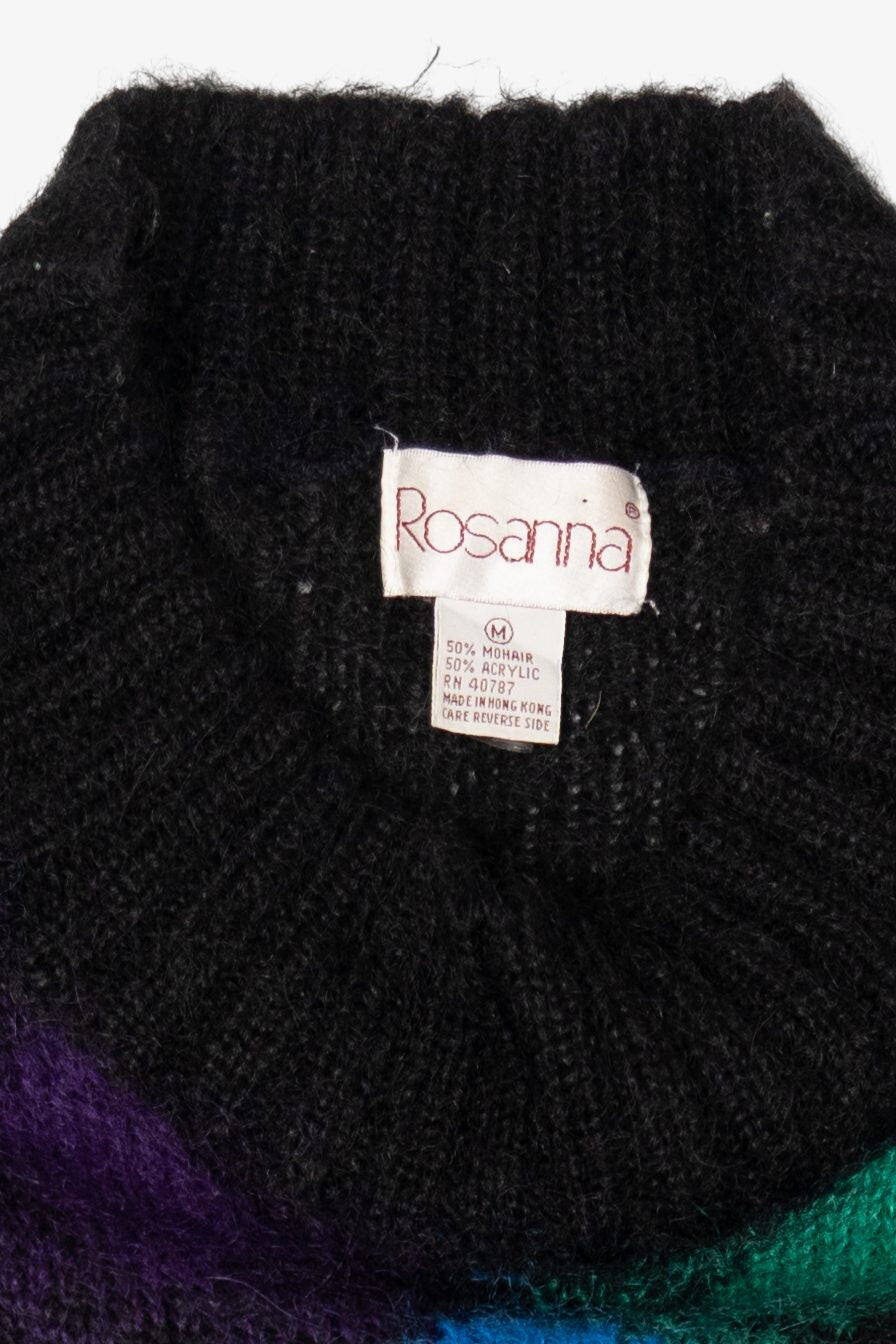 Rosanna®
M
50% MOHAIR
50% ACRYLIC
RN 40787
MADE IN HONG KONG
CARE REVERSE SIDE